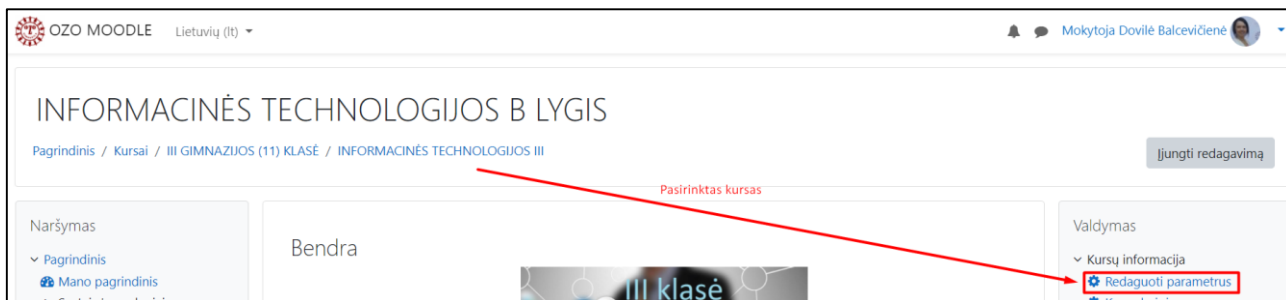 OZO MOODLE Lietuvių (lt)
Mokytoja Dovilė Balcevičienė
INFORMACINĖS TECHNOLOGIJOS B LYGIS
Pagrindinis / Kursai / III GIMNAZIJOS (11) KLASĖ / INFORMACINĖS TECHNOLOGIJOS III
Įjungti redagavimą
Pasirinktas kursas
Naršymas
Pagrindinis
Mano pagrindinis
Bendra
III klasė
Valdymas
Kursų informacija
Redaguoti parametrus